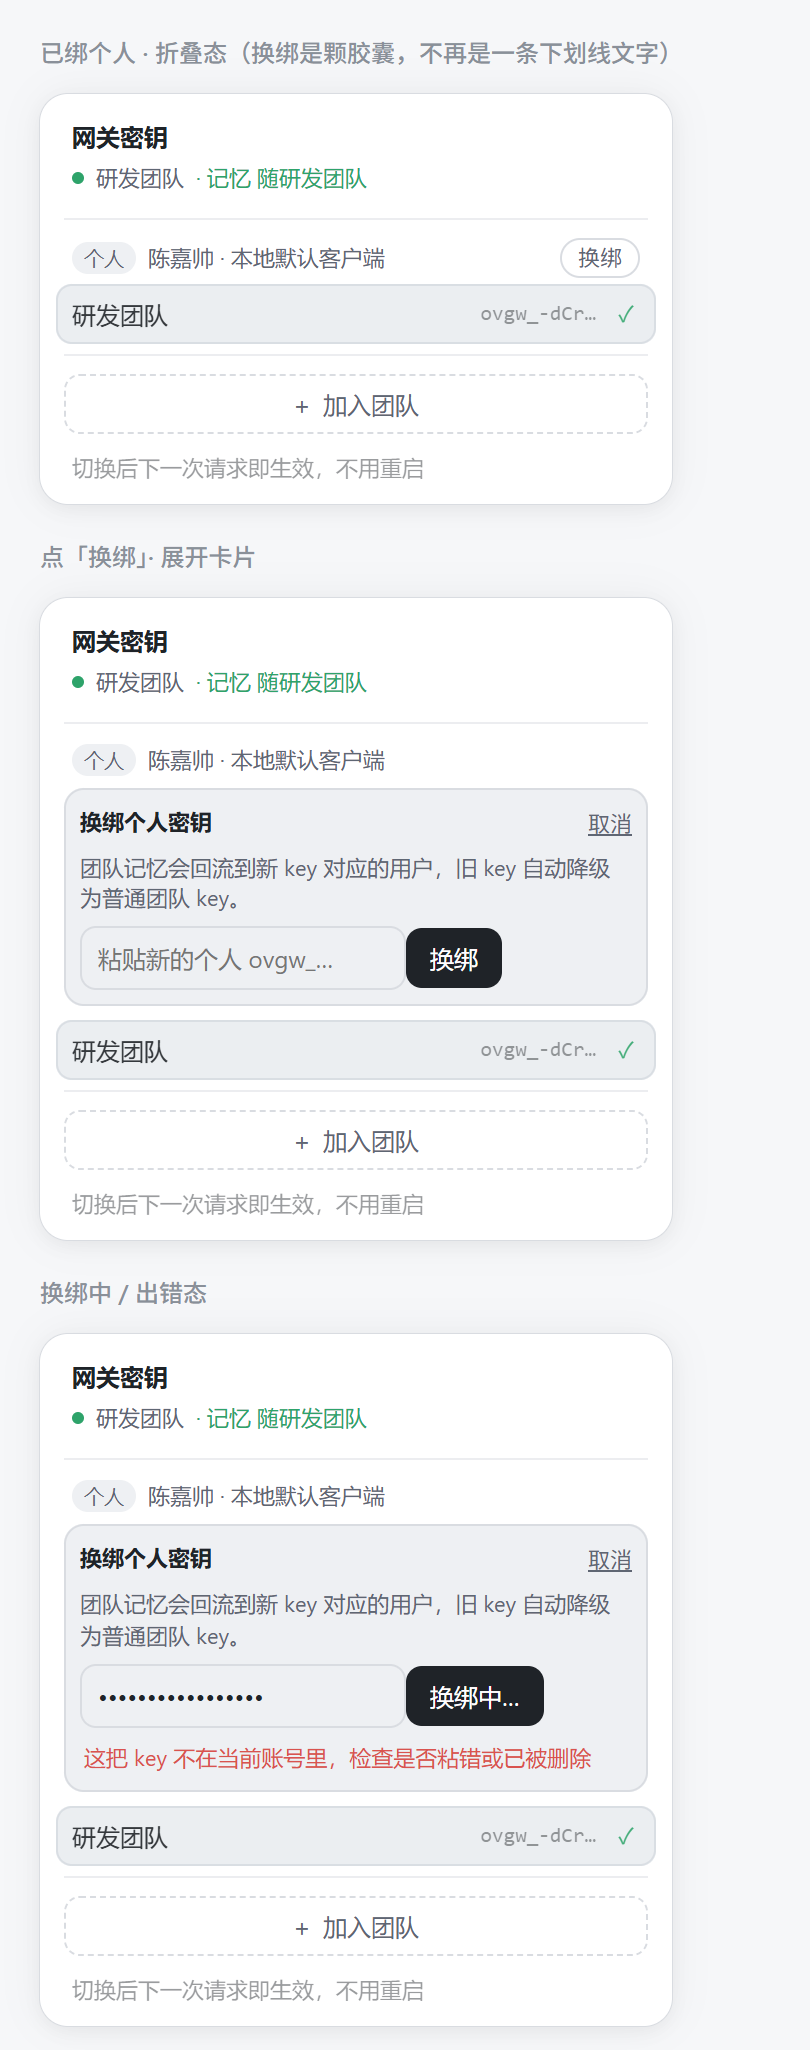 已绑个人 · 折叠态（换绑是颗胶囊，不再是一条下划线文字）
网关密钥
研发团队 · 记忆 随研发团队
个人 陈嘉帅 · 本地默认客户端 换绑
研发团队 ovgw_-dCr… ✓
+ 加入团队
切换后下一次请求即生效，不用重启
点「换绑」· 展开卡片
网关密钥
研发团队 · 记忆 随研发团队
个人 陈嘉帅 · 本地默认客户端
换绑个人密钥 取消
团队记忆会回流到新 key 对应的用户，旧 key 自动降级
为普通团队 key。
粘贴新的个人 ovgw_... 换绑
研发团队 ovgw_-dCr… ✓
+ 加入团队
切换后下一次请求即生效，不用重启
换绑中 / 出错态
网关密钥
研发团队 · 记忆 随研发团队
个人 陈嘉帅 · 本地默认客户端
换绑个人密钥 取消
团队记忆会回流到新 key 对应的用户，旧 key 自动降级
为普通团队 key。
••••••••••••••••• 换绑中...
这把 key 不在当前账号里，检查是否粘错或已被删除
研发团队 ovgw_-dCr… ✓
+ 加入团队
切换后下一次请求即生效，不用重启